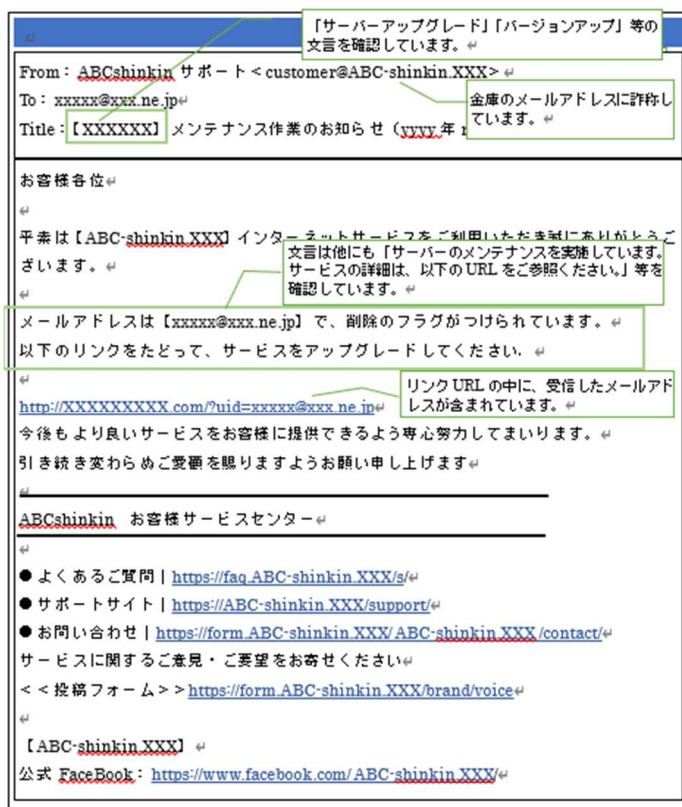 「サーバーアップグレード」「バージョンアップ」等の
文言を確認しています。
From： ABCshinkin サポート＜customer@ABC-shinkin.XXX＞
To： xxxxx@xxx.ne.jp
金庫のメールアドレスに詐称し
ています。
Title：【XXXXXX】 メンテナンス作業のお知らせ（yyyy 年
お客様各位
平素は【ABC-shinkin.XXX】インターネットサービスをご利用いただき誠にありがとうご
ざいます。
文言は他にも「サーバーのメンテナンスを実施しています。
サービスの詳細は、以下の URL をご参照ください。」等を
確認しています。
メールアドレスは【xxxxx@xxx.ne.jp】で、削除のフラグがつけられています。
以下のリンクをたどって、サービスをアップグレードしてください.
リンク URL の中に、受信したメールアド
レスが含まれています。
http://XXXXXXXXX.com/?uid=xxxxx@xxx.ne.jp
今後もより良いサービスをお客様に提供できるよう専心努力してまいります。
引き続き変わらぬご愛顧を賜りますようお願い申し上げます
ABCshinkin お客様サービスセンター
●よくあるご質問 | https://faq.ABC-shinkin.XXX/s/
●サポートサイト | https://ABC-shinkin.XXX/support/
●お問い合わせ | https://form.ABC-shinkin.XXX/ ABC-shinkin.XXX /contact/
サービスに関するご意見・ご要望をお寄せください
＜＜投稿フォーム＞＞https://form.ABC-shinkin.XXX/brand/voice
【ABC-shinkin.XXX】
公式 FaceBook： https://www.facebook.com/ ABC-shinkin.XXX/